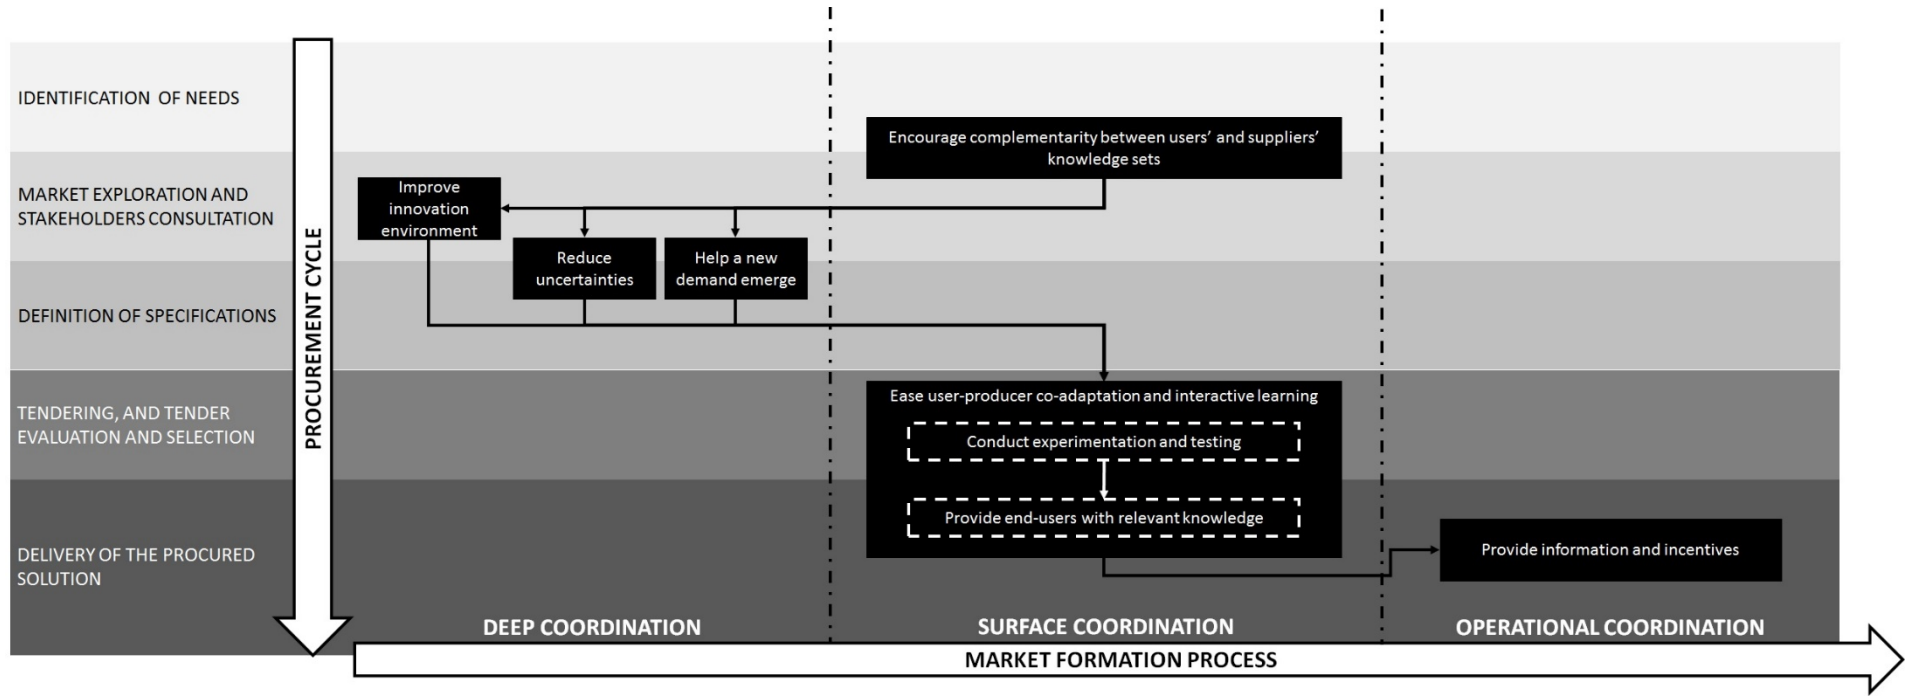 IDENTIFICATION OF NEEDS
Encourage complementarity between users' and suppliers'
knowledge sets
MARKET EXPLORATION AND
STAKEHOLDERS CONSULTATION
Improve
innovation
environment
Reduce
uncertainties
Help a new
demand emerge
PROCUREMENT CYCLE
DEFINITION OF SPECIFICATIONS
TENDERING, AND TENDER
EVALUATION AND SELECTION
Ease user-producer co-adaptation and interactive learning
Conduct experimentation and testing
Provide end-users with relevant knowledge
DELIVERY OF THE PROCURED
SOLUTION
Provide information and incentives
DEEP COORDINATION
SURFACE COORDINATION
OPERATIONAL COORDINATION
MARKET FORMATION PROCESS